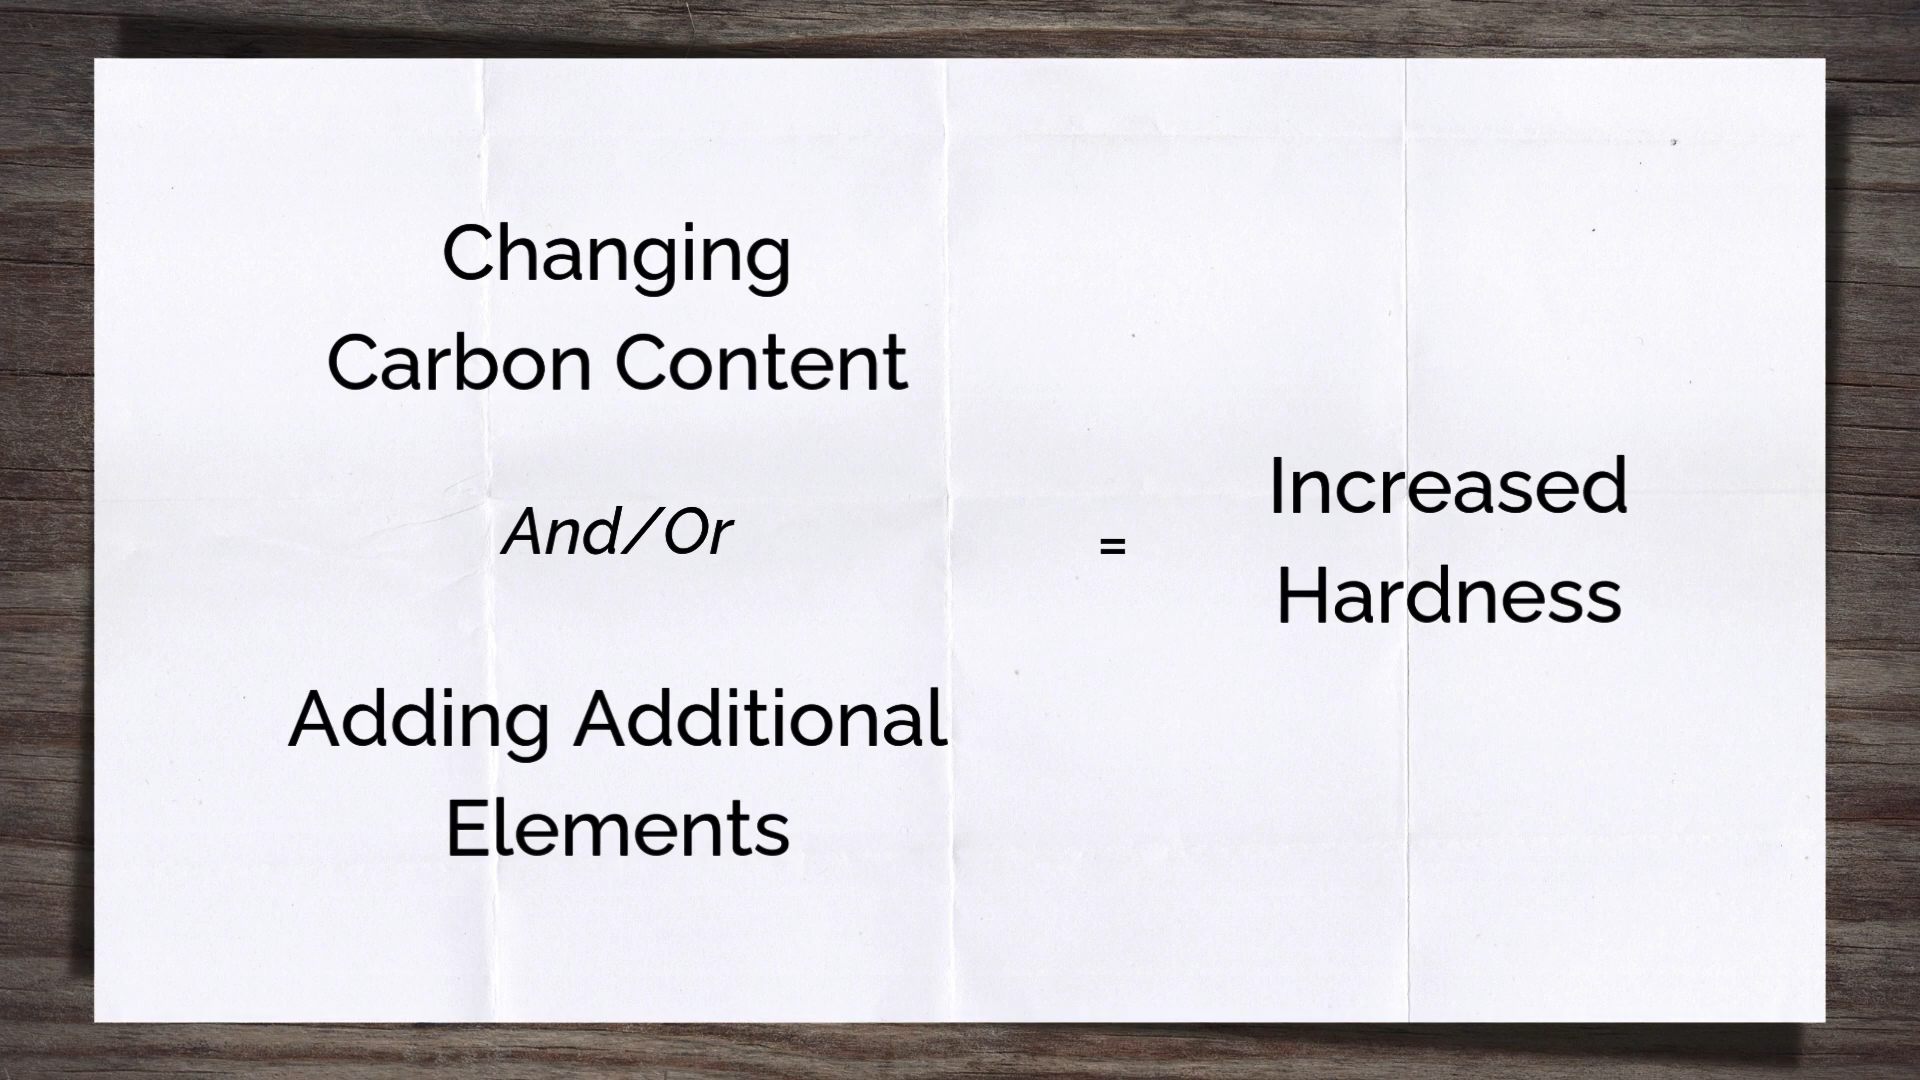 Changing
Carbon Content
And/Or
Adding Additional
Elements
=
Increased
Hardness